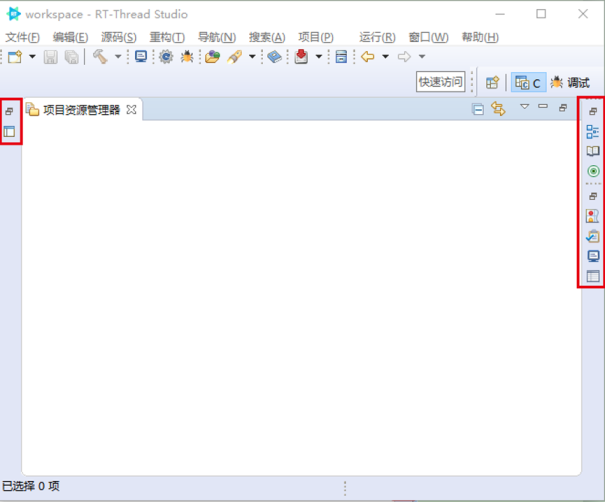 workspace - RT-Thread Studio
文件(F) 编辑(E) 源码(S) 重构(T) 导航(N) 搜索(A) 项目(P) 运行(R) 窗口(W) 帮助(H)
快速访问 C 调试
项目资源管理器
已选择 0 项